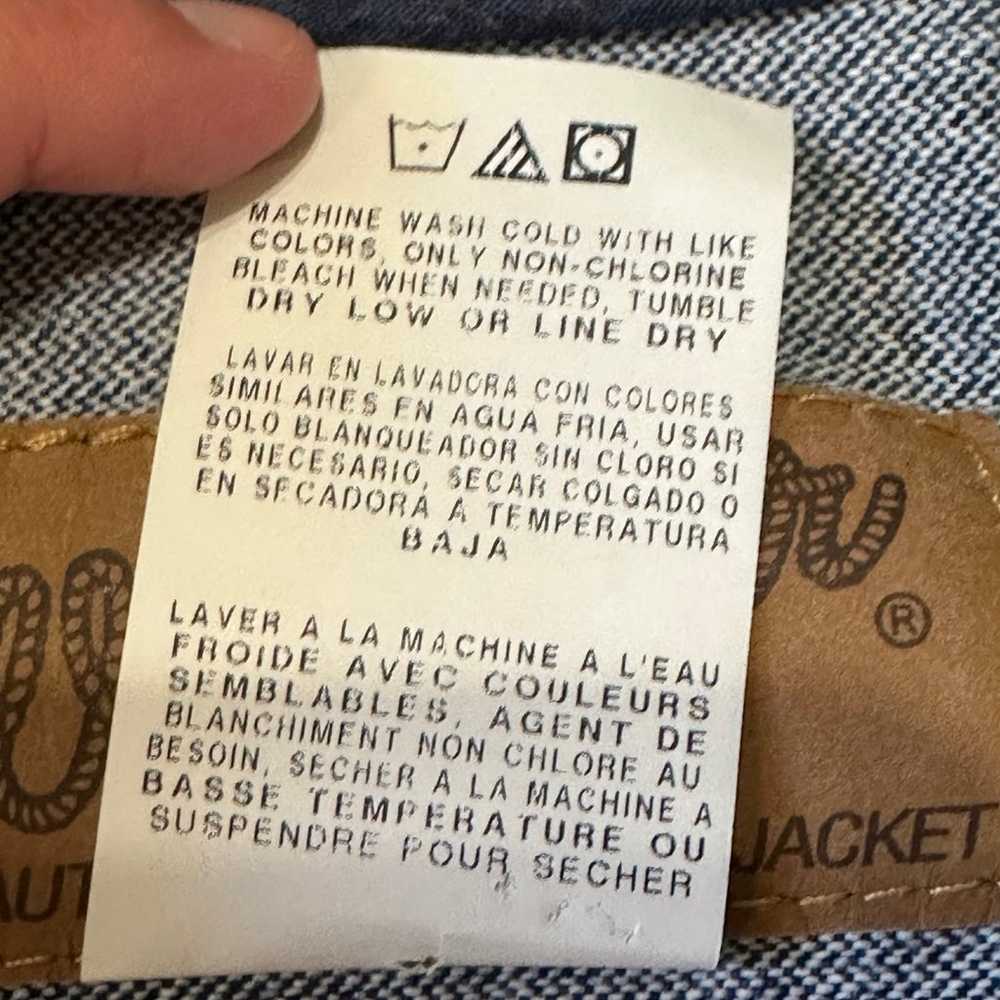 MACHINE WASH COLD WITH LIKE
COLORS, ONLY NON-CHLORINE
BLEACH WHEN NEEDED, TUMBLE
DRY LOW OR LINE DRY
LAVAR EN LAVADORA CON COLORES
SIMILARES EN AGUA FRIA, USAR
SOLO BLANQUEADOR SIN CLORO SI
ES NECESARIO, SECAR COLGADO O
EN SECADORA A TEMPERATURA
BAJA
LAVER A LA MACHINE A L'EAU
FROIDE AVEC COULEURS
SEMBLABLES, AGENT DE
BLANCHIMENT NON CHLORE AU
BESOIN, SECHER A LA MACHINE A
BASSE TEMPERATURE OU
SUSPENDRE POUR SECHER
®
AUT
JACKET